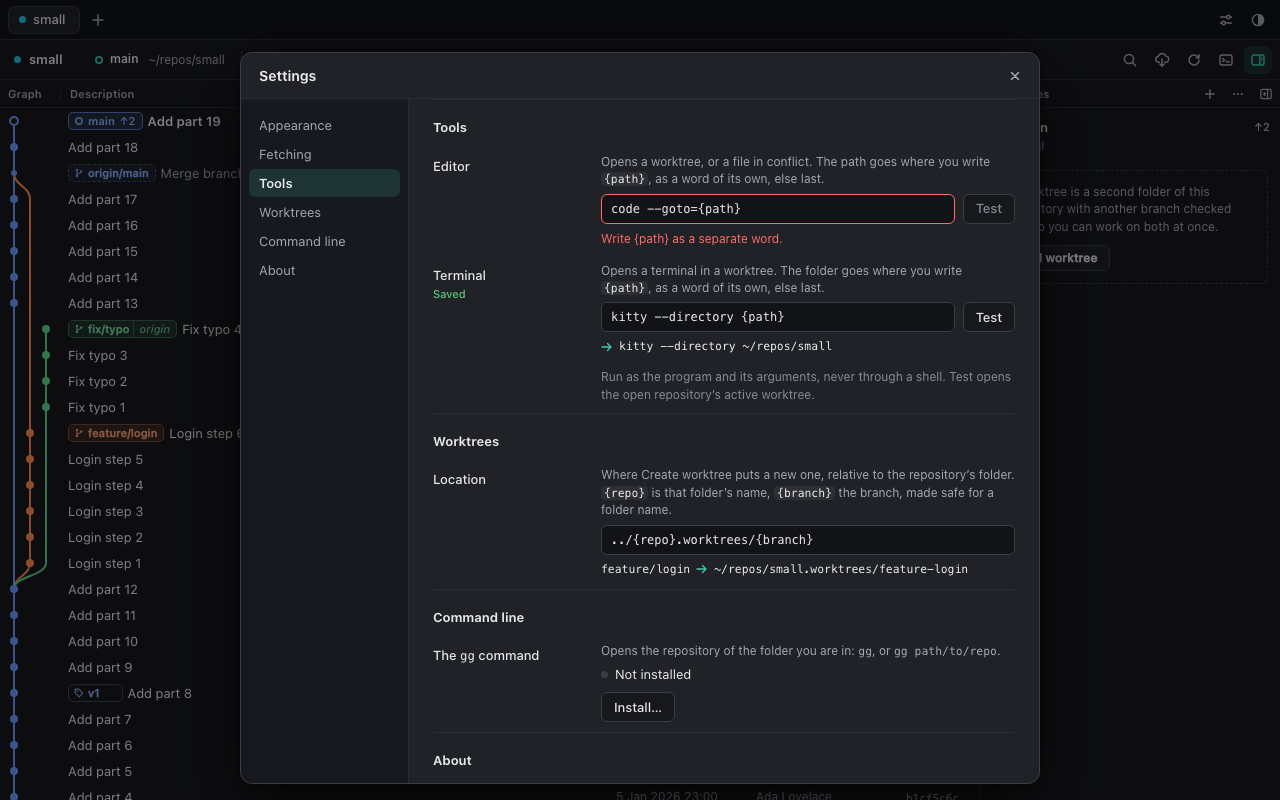 small
small
main ~/repos/small
Graph Description
main ↑2 Add part 19
Add part 18
origin/main Merge branch
Add part 17
Add part 16
Add part 15
Add part 14
Add part 13
fix/typo origin Fix typo 4
Fix typo 3
Fix typo 2
Fix typo 1
feature/login Login step 6
Login step 5
Login step 4
Login step 3
Login step 2
Login step 1
Add part 12
Add part 11
Add part 10
Add part 9
v1 Add part 8
Add part 7
Add part 6
Add part 5
Add part 4
Settings
Appearance
Fetching
Tools
Worktrees
Command line
About
Tools
Editor
Opens a worktree, or a file in conflict. The path goes where you write
{path}, as a word of its own, else last.
code --goto={path} Test
Write {path} as a separate word.
Terminal
Saved
Opens a terminal in a worktree. The folder goes where you write
{path}, as a word of its own, else last.
kitty --directory {path} Test
→ kitty --directory ~/repos/small
Run as the program and its arguments, never through a shell. Test opens
the open repository's active worktree.
Worktrees
Location
Where Create worktree puts a new one, relative to the repository's folder.
{repo} is that folder's name, {branch} the branch, made safe for a
folder name.
../{repo}.worktrees/{branch}
feature/login → ~/repos/small.worktrees/feature-login
Command line
The gg command
Opens the repository of the folder you are in: gg, or gg path/to/repo.
Not installed
Install...
About
↑2
is a second folder of this
with another branch checked
you can work on both at once.
worktree
5 Jan 2026 23:00 Ada Lovelace